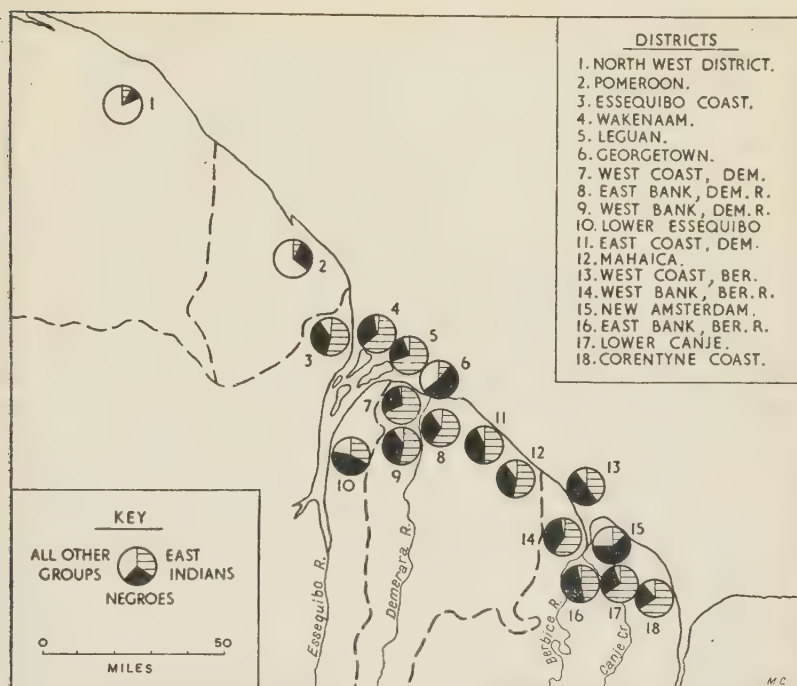 DISTRICTS
1. NORTH WEST DISTRICT.
2. POMEROON.
3. ESSEQUIBO COAST.
4. WAKENAAM.
5. LEGUAN.
6. GEORGETOWN.
7. WEST COAST, DEM.
8. EAST BANK, DEM. R.
9. WEST BANK, DEM. R.
10. LOWER ESSEQUIBO
11. EAST COAST, DEM.
12. MAHAICA.
13. WEST COAST, BER.
14. WEST BANK, BER. R.
15. NEW AMSTERDAM.
16. EAST BANK, BER. R.
17. LOWER CANJE.
18. CORENTYNE COAST.
1
2
3
4
5
6
7
8
9
10
11
12
13
14
15
16
17
18
Essequibo R.
Demerara R.
Berbice R.
Canje Cr.
KEY
ALL OTHER GROUPS
EAST INDIANS
NEGROES
0 50
MILES
M.C